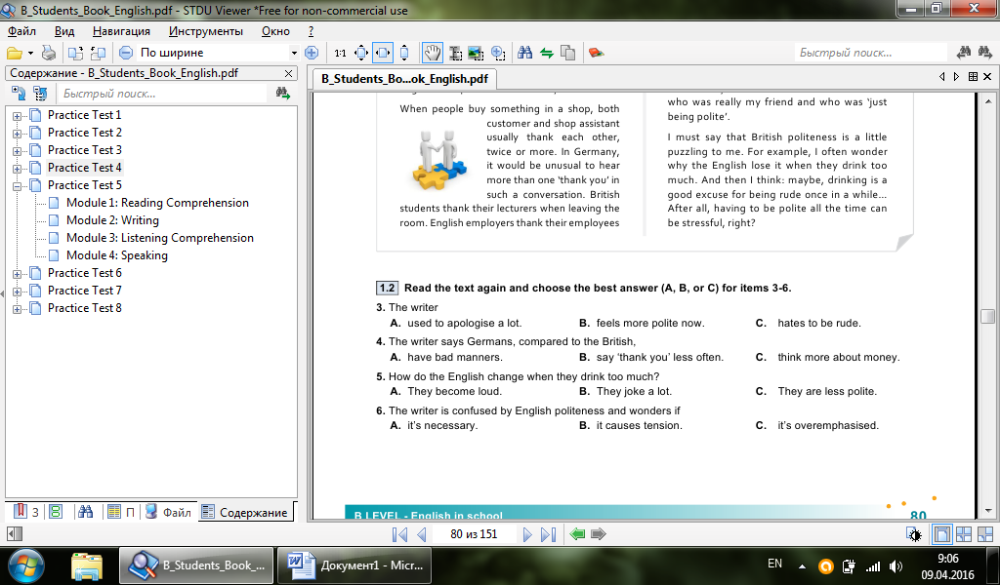 B_Students_Book_English.pdf - STDU Viewer *Free for non-commercial use
Файл Вид Навигация Инструменты Окно ?
По ширине
1:1
Быстрый поиск...
Содержание - B_Students_Book_English.pdf
Быстрый поиск...
Practice Test 1
Practice Test 2
Practice Test 3
Practice Test 4
Practice Test 5
Module 1: Reading Comprehension
Module 2: Writing
Module 3: Listening Comprehension
Module 4: Speaking
Practice Test 6
Practice Test 7
Practice Test 8
З П Файл Содержание
B_Students_Bo...ok_English.pdf
When people buy something in a shop, both
customer and shop assistant
usually thank each other,
twice or more. In Germany,
it would be unusual to hear
more than one 'thank you' in
such a conversation. British
students thank their lecturers when leaving the
room. English employers thank their employees
who was really my friend and who was 'just
being polite'.
I must say that British politeness is a little
puzzling to me. For example, I often wonder
why the English lose it when they drink too
much. And then I think: maybe, drinking is a
good excuse for being rude once in a while...
After all, having to be polite all the time can
be stressful, right?
1.2 Read the text again and choose the best answer (A, B, or C) for items 3-6.
3. The writer
A. used to apologise a lot. B. feels more polite now. C. hates to be rude.
4. The writer says Germans, compared to the British,
A. have bad manners. B. say 'thank you' less often. C. think more about money.
5. How do the English change when they drink too much?
A. They become loud. B. They joke a lot. C. They are less polite.
6. The writer is confused by English politeness and wonders if
A. it's necessary. B. it causes tension. C. it's overemphasised.
B LEVEL - English in school 80
80 из 151
B_Students_Book_... Документ1 - Micr... EN 9:06
09.04.2016